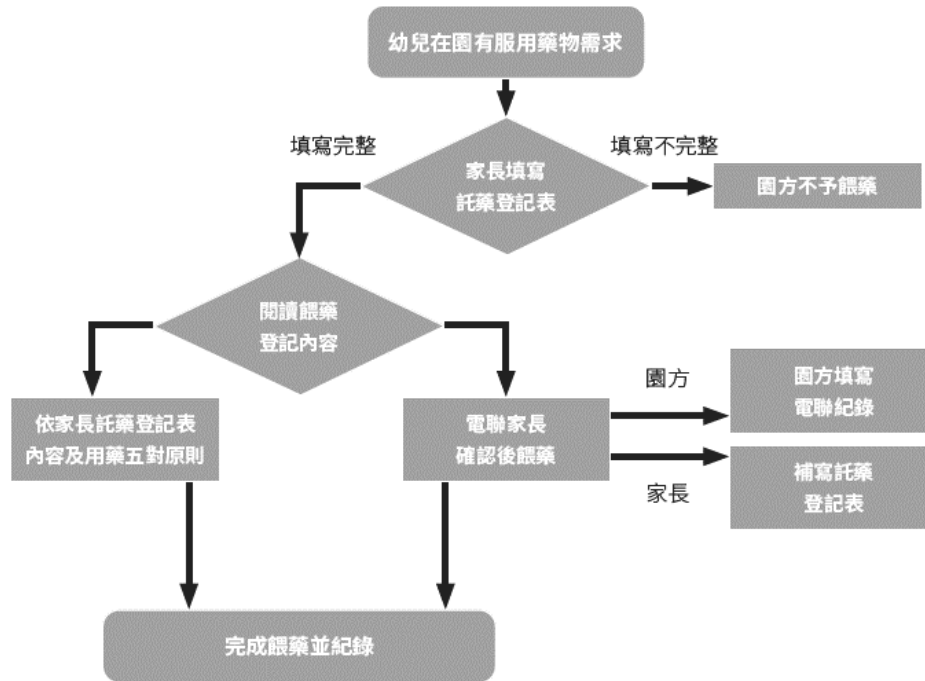 幼兒在園有服用藥物需求
填寫完整
填寫不完整
家長填寫
託藥登記表
園方不予餵藥
閱讀餵藥
登記內容
園方
園方填寫
電聯紀錄
依家長託藥登記表
內容及用藥五對原則
電聯家長
確認後餵藥
家長
補寫託藥
登記表
完成餵藥並紀錄